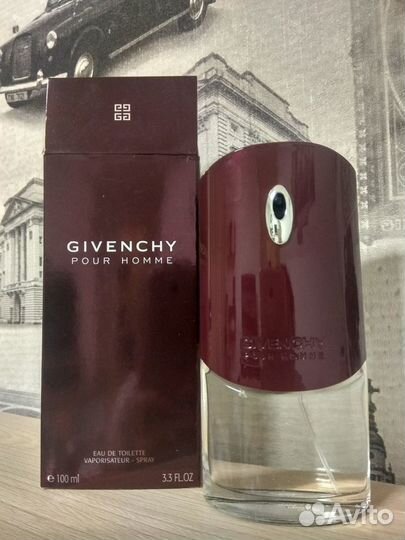 GIVENCHY
POUR HOMME
EAU DE TOILETTE
VAPORISATEUR - SPRAY
℮ 100 ml 3.3 FL.OZ
GIVENCHY
POUR HOMME
Avito